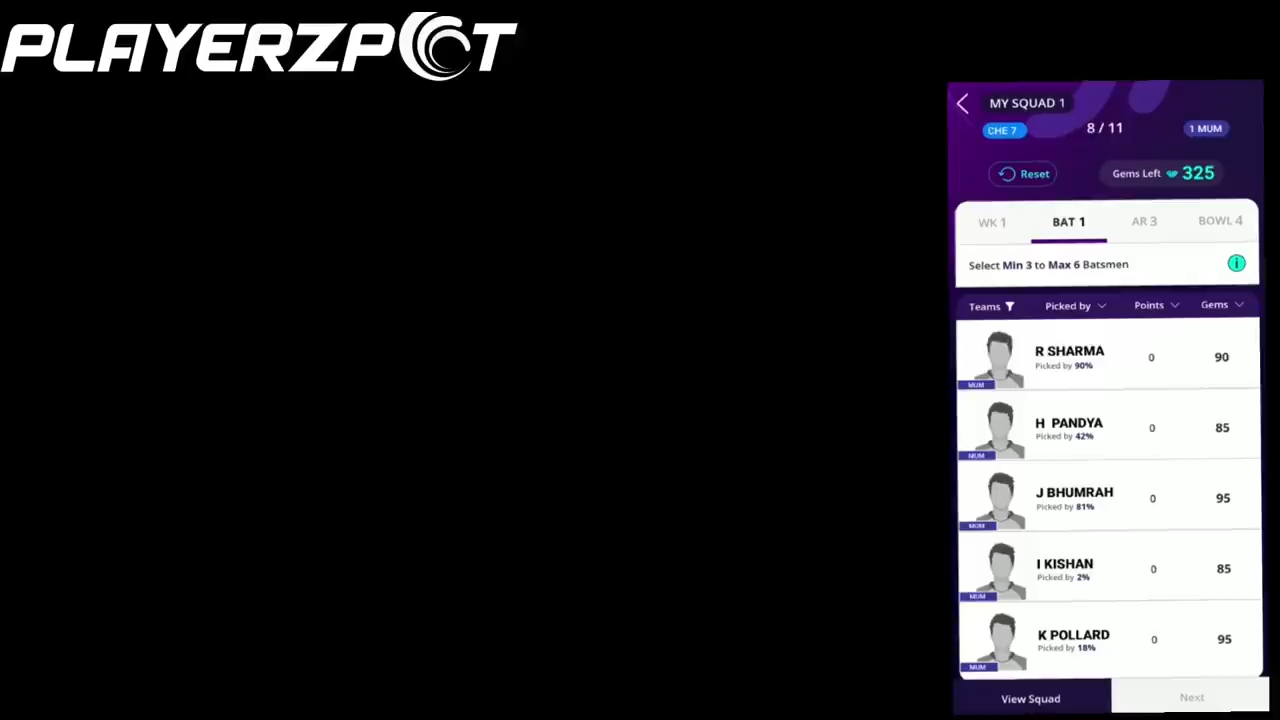 PLAYERZPOT
MY SQUAD 1
CHE 7
8 / 11
1 MUM
Reset
Gems Left 325
WK 1 BAT 1 AR 3 BOWL 4
Select Min 3 to Max 6 Batsmen
i
Teams Picked by Points Gems
R SHARMA
Picked by 90%
0 90
MUM
H PANDYA
Picked by 42%
0 85
MUM
J BHUMRAH
Picked by 81%
0 95
MUM
I KISHAN
Picked by 2%
0 85
MUM
K POLLARD
Picked by 18%
0 95
MUM
View Squad Next